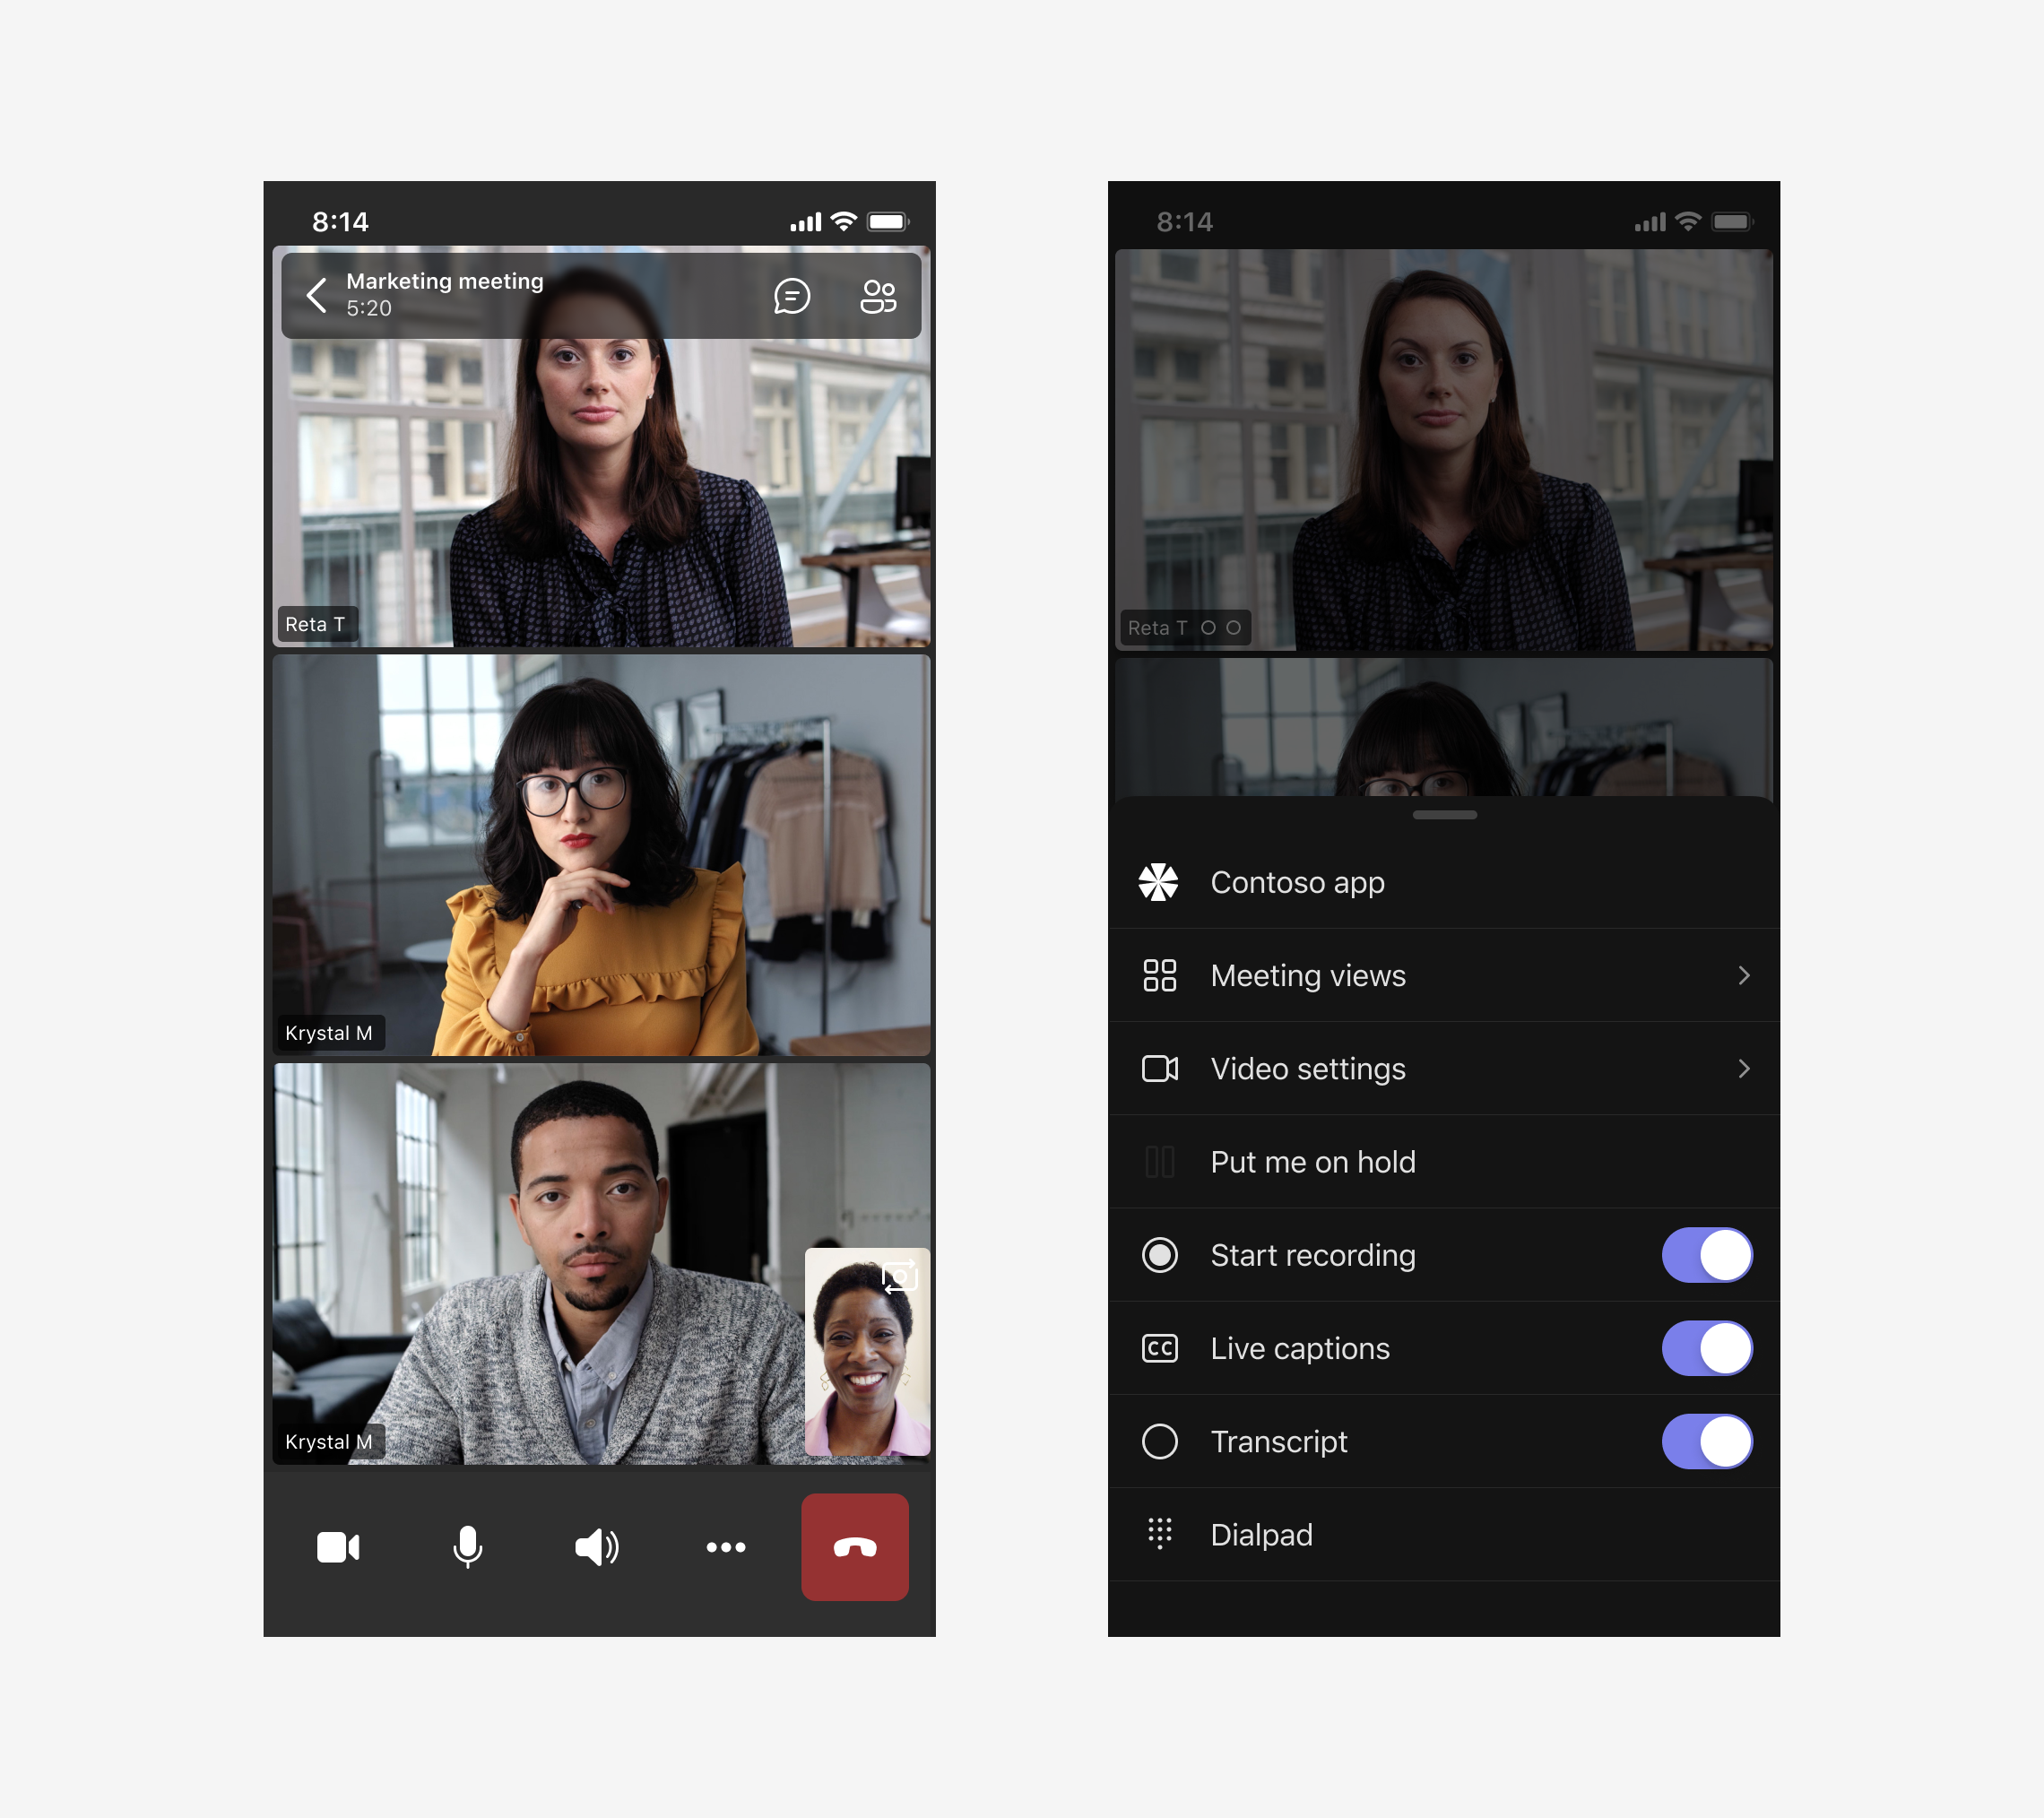 8:14
Marketing meeting
5:20
Reta T
Krystal M
Krystal M
8:14
Reta T
Contoso app
Meeting views
Video settings
Put me on hold
Start recording
CC Live captions
Transcript
Dialpad